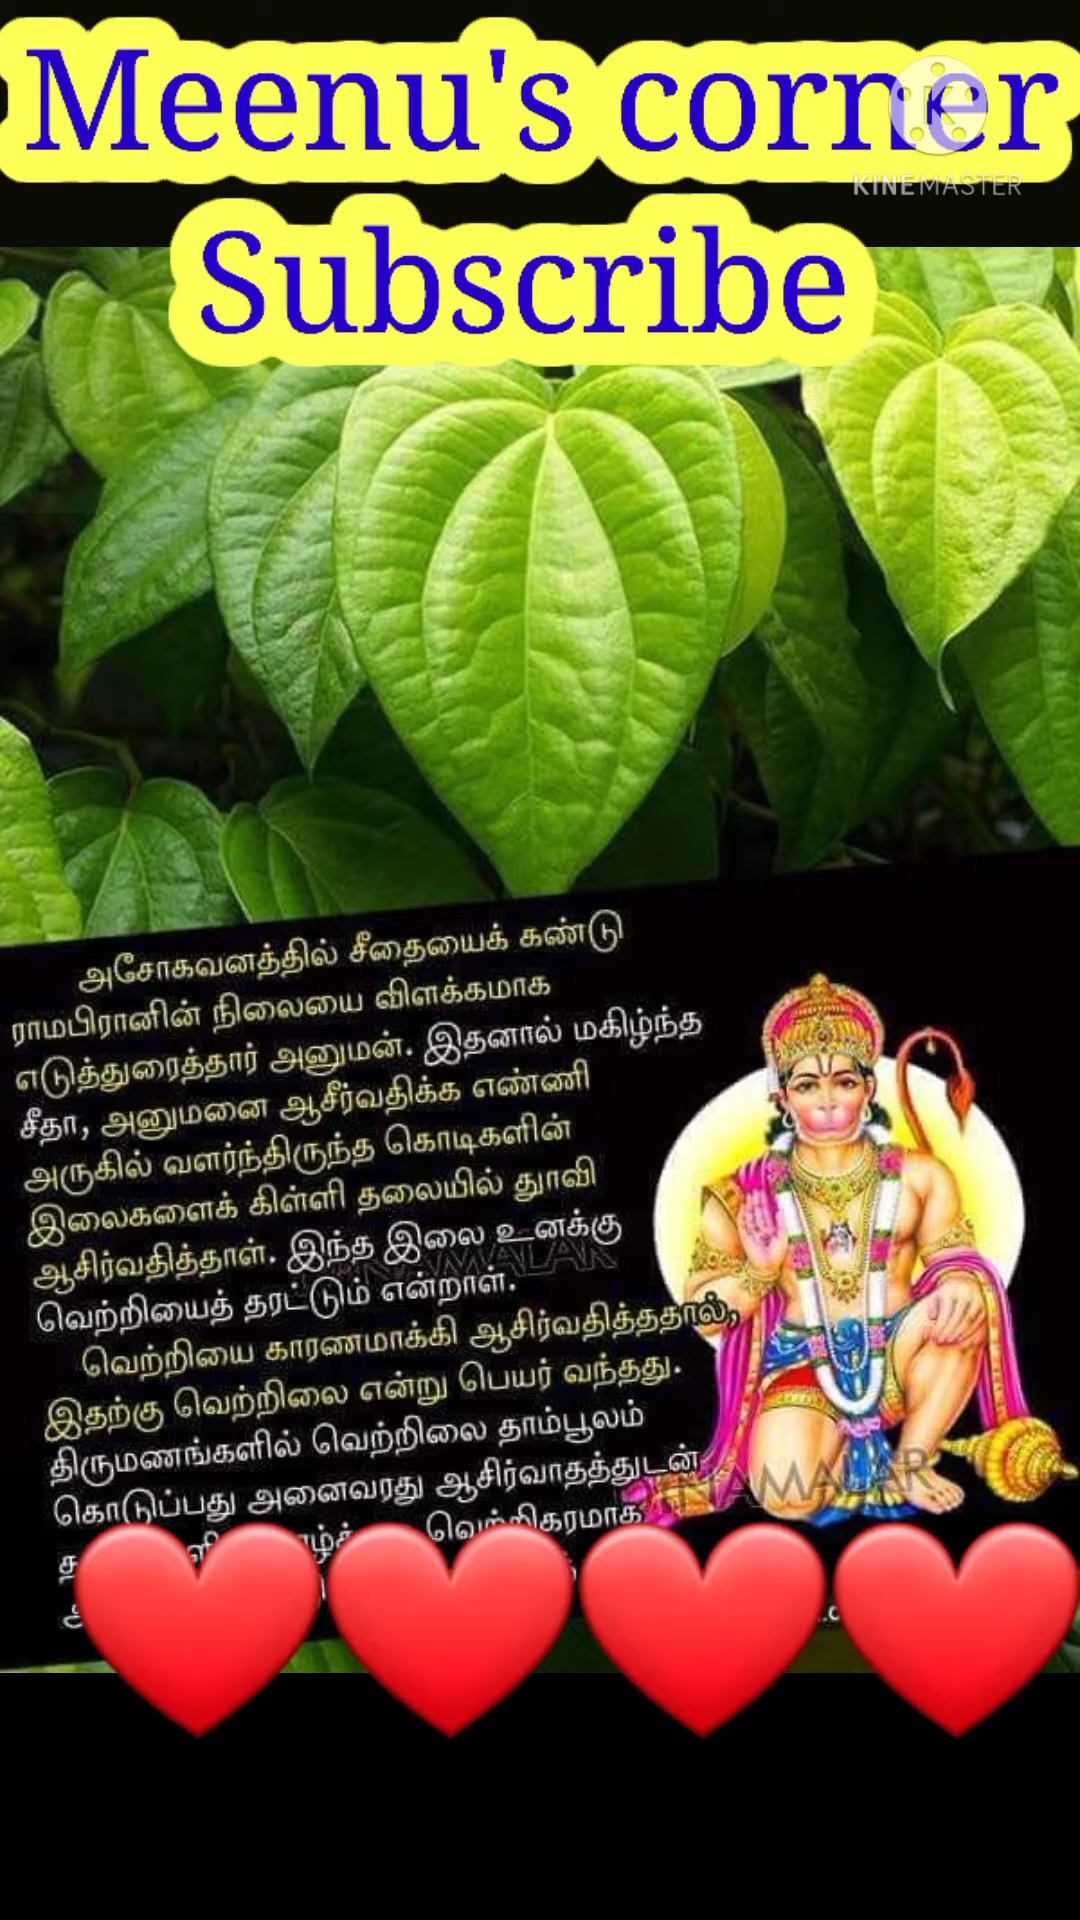 Meenu's corner
KINEMASTER
Subscribe
அசோகவனத்தில் சீதையைக் கண்டு
ராமபிரானின் நிலையை விளக்கமாக
எடுத்துரைத்தார் அனுமன். இதனால் மகிழ்ந்த
சீதா, அனுமனை ஆசீர்வதிக்க எண்ணி
அருகில் வளர்ந்திருந்த கொடிகளின்
இலைகளைக் கிள்ளி தலையில் தூவி
ஆசிர்வதித்தாள். இந்த இலை உனக்கு
வெற்றியைத் தரட்டும் என்றாள்.
வெற்றியை காரணமாக்கி ஆசிர்வதித்ததால்,
இதற்கு வெற்றிலை என்று பெயர் வந்தது.
திருமணங்களில் வெற்றிலை தாம்பூலம்
கொடுப்பது அனைவரது ஆசிர்வாதத்துடன்
வெற்றிகரமாக